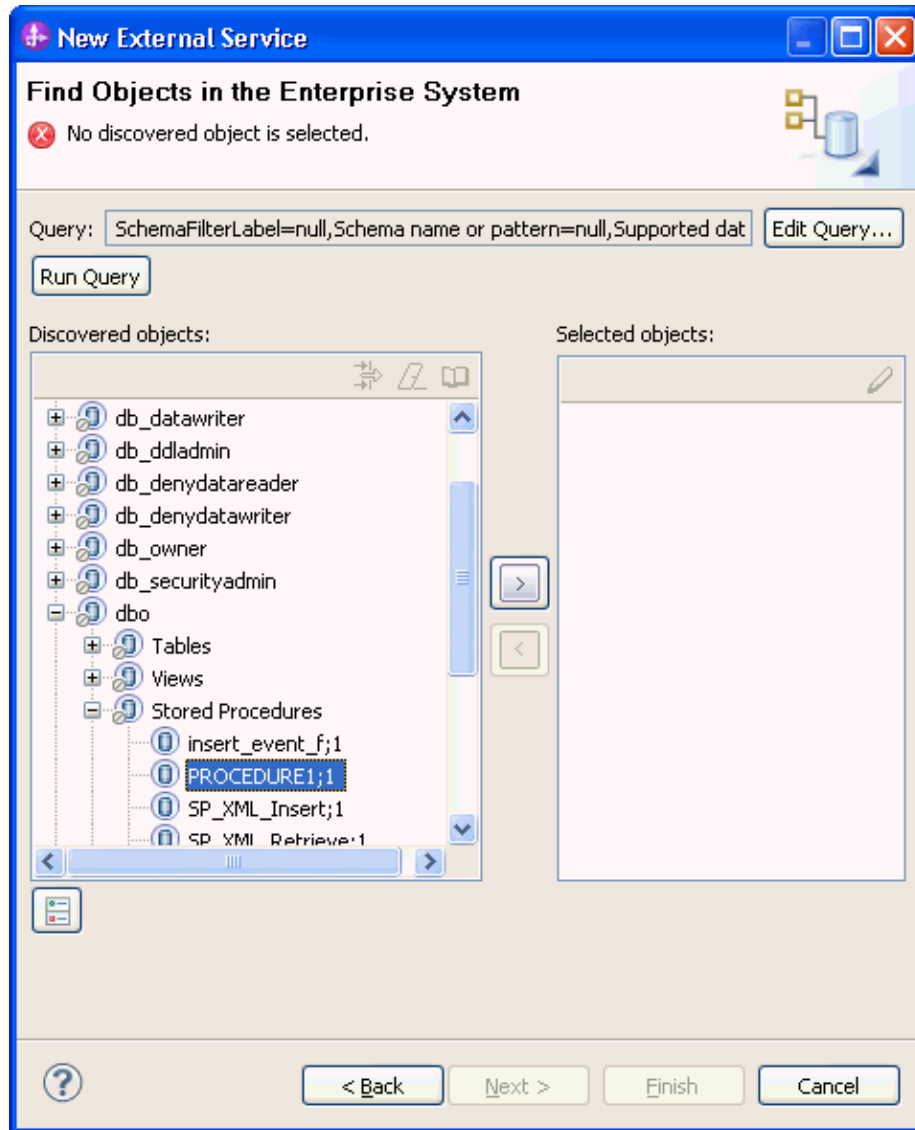 New External Service
Find Objects in the Enterprise System
No discovered object is selected.
Query: SchemaFilterLabel=null,Schema name or pattern=null,Supported dat Edit Query...
Run Query
Discovered objects: Selected objects:
db_datawriter
db_ddladmin
db_denydatareader
db_denydatawriter
db_owner
db_securityadmin
dbo
Tables
Views
Stored Procedures
insert_event_f;1
PROCEDURE1;1
SP_XML_Insert;1
SP_XML_Retrieve;1
>
<
< Back Next > Finish Cancel